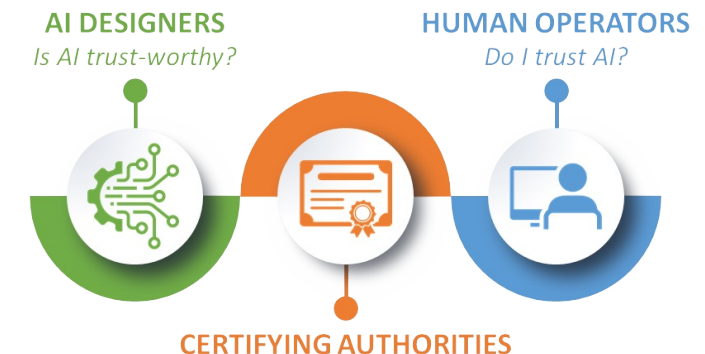 AI DESIGNERS
Is AI trust-worthy?
HUMAN OPERATORS
Do I trust AI?
CERTIFYING AUTHORITIES